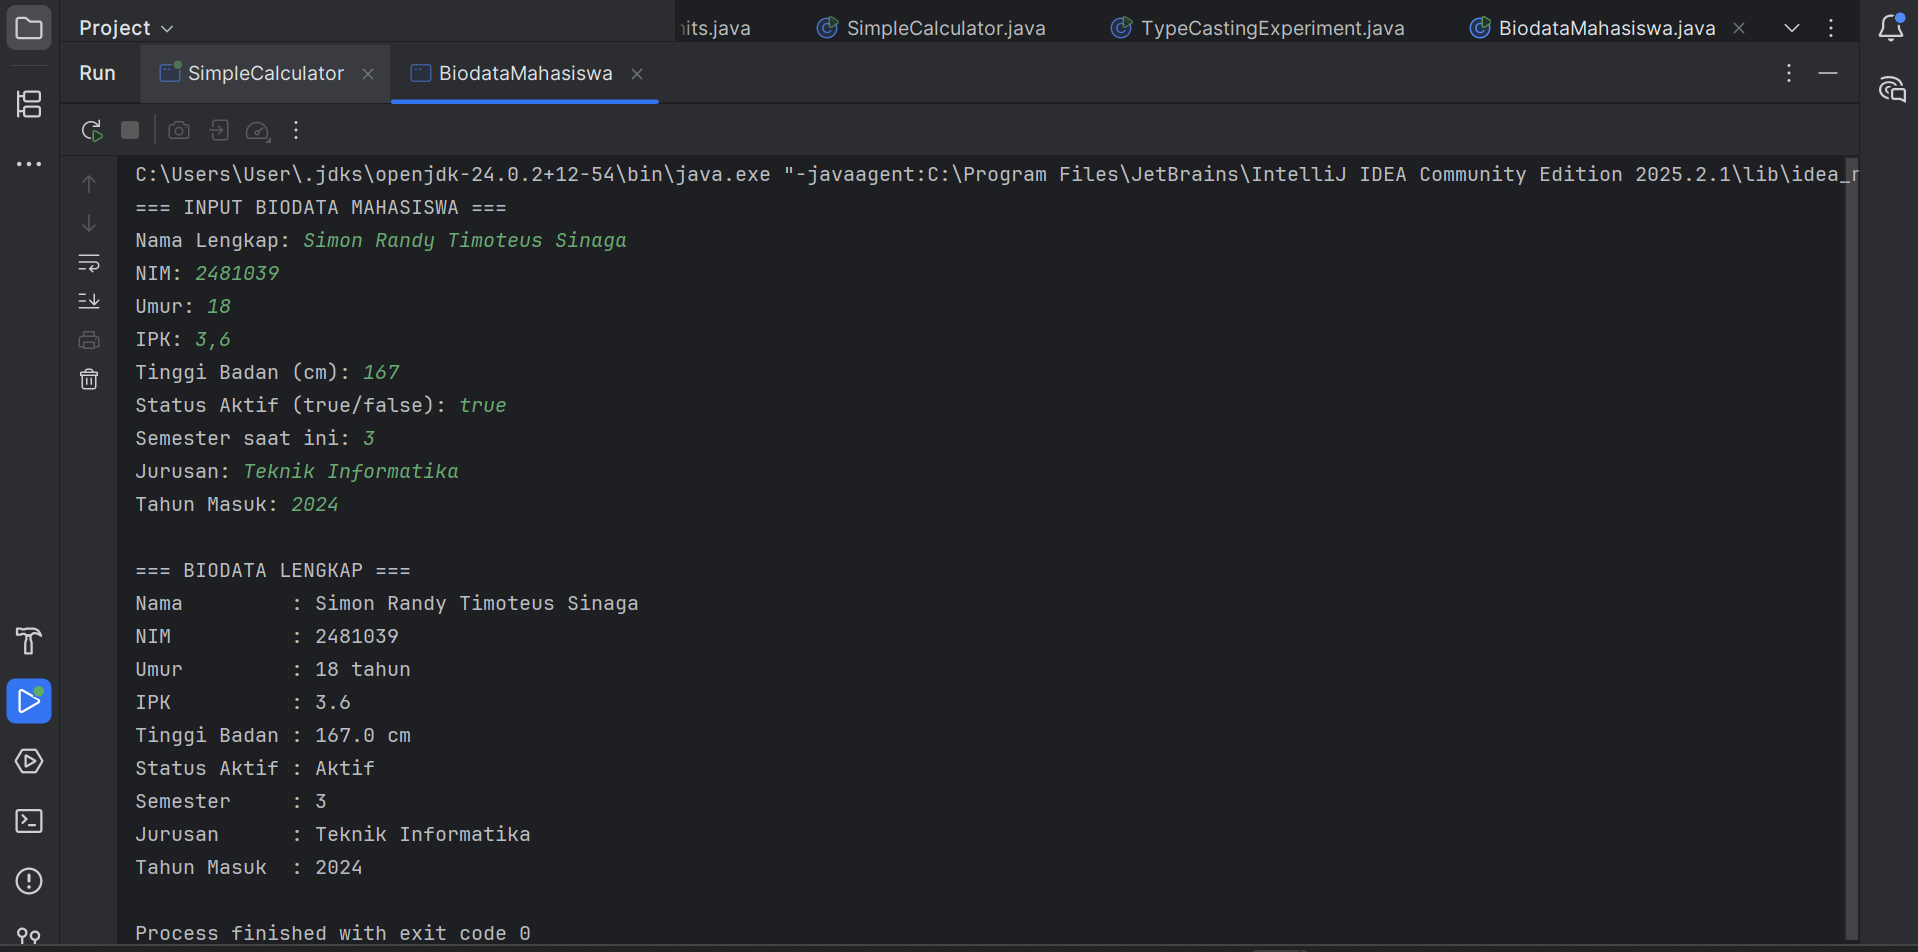 Project
its.java
SimpleCalculator.java
TypeCastingExperiment.java
BiodataMahasiswa.java
Run
SimpleCalculator
BiodataMahasiswa
C:\Users\User\.jdks\openjdk-24.0.2+12-54\bin\java.exe "-javaagent:C:\Program Files\JetBrains\IntelliJ IDEA Community Edition 2025.2.1\lib\idea_r
=== INPUT BIODATA MAHASISWA ===
Nama Lengkap: Simon Randy Timoteus Sinaga
NIM: 2481039
Umur: 18
IPK: 3,6
Tinggi Badan (cm): 167
Status Aktif (true/false): true
Semester saat ini: 3
Jurusan: Teknik Informatika
Tahun Masuk: 2024
=== BIODATA LENGKAP ===
Nama         : Simon Randy Timoteus Sinaga
NIM          : 2481039
Umur         : 18 tahun
IPK          : 3.6
Tinggi Badan : 167.0 cm
Status Aktif : Aktif
Semester     : 3
Jurusan      : Teknik Informatika
Tahun Masuk  : 2024
Process finished with exit code 0